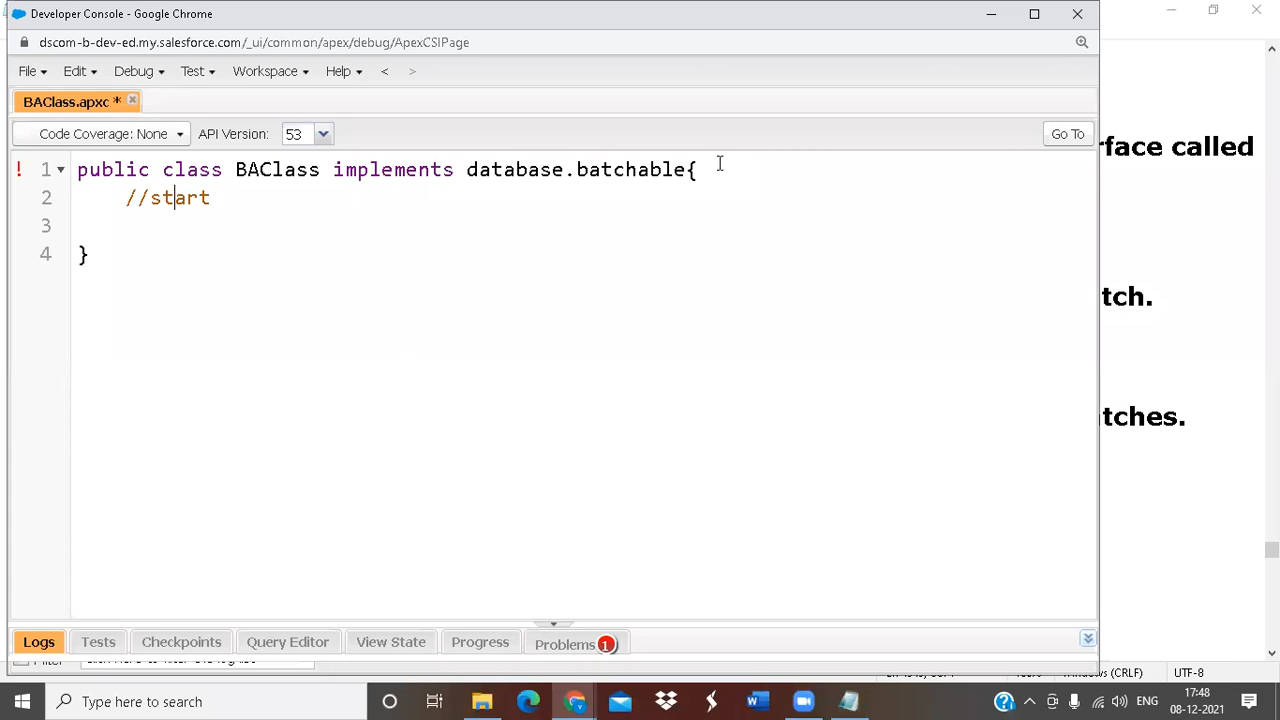 Developer Console - Google Chrome
dscom-b-dev-ed.my.salesforce.com/_ui/common/apex/debug/ApexCSIPage
File Edit Debug Test Workspace Help < >
BAClass.apxc *
Code Coverage: None API Version: 53 Go To
! 1 public class BAClass implements database.batchable{
2 //start
3
4 }
rface called
tch.
tches.
Logs Tests Checkpoints Query Editor View State Progress Problems 1
Filter
(CRLF) UTF-8
Type here to search
ENG
17:48
08-12-2021